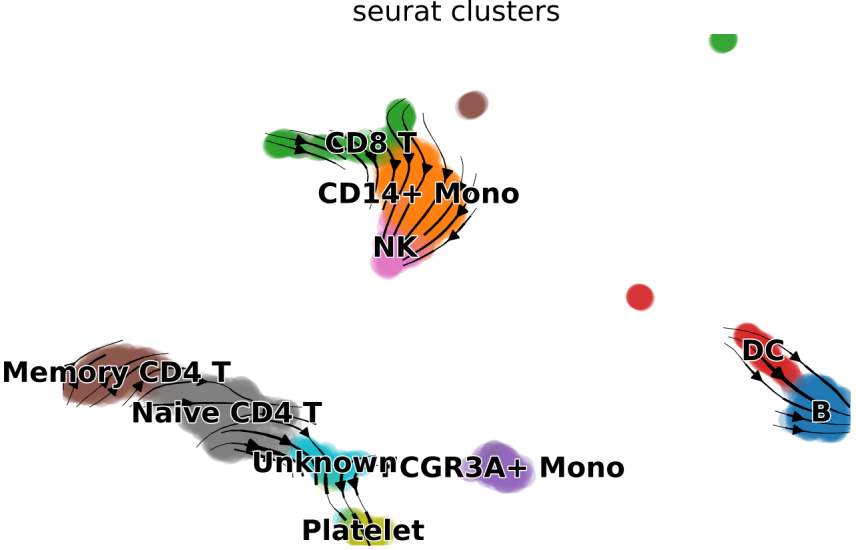 seurat clusters
CD8 T
CD14+ Mono
NK
DC
Memory CD4 T
B
Naive CD4 T
Unknown
CGR3A+ Mono
Platelet